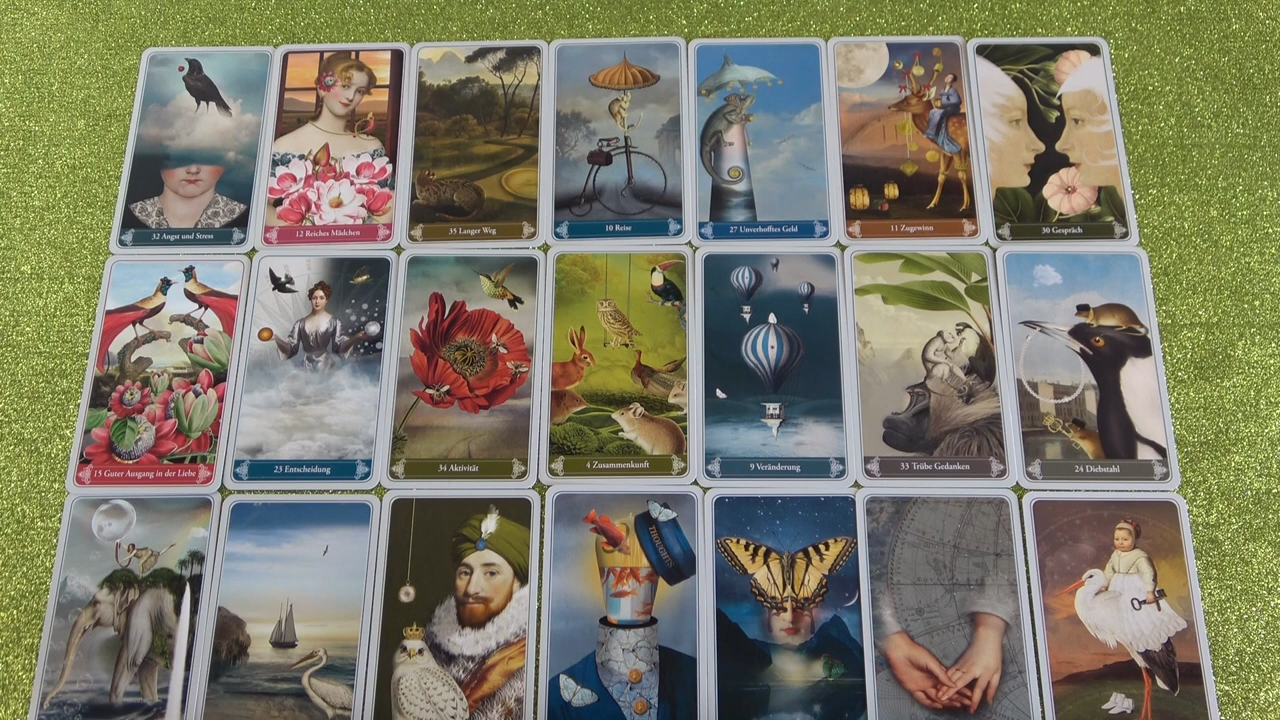 32 Angst und Stress
12 Reiches Mädchen
35 Langer Weg
10 Reise
27 Unverhofftes Geld
11 Zugewinn
30 Gespräch
15 Guter Ausgang in der Liebe
23 Entscheidung
34 Aktivität
4 Zusammenkunft
9 Veränderung
33 Trübe Gedanken
24 Diebstahl
THOUGHTS